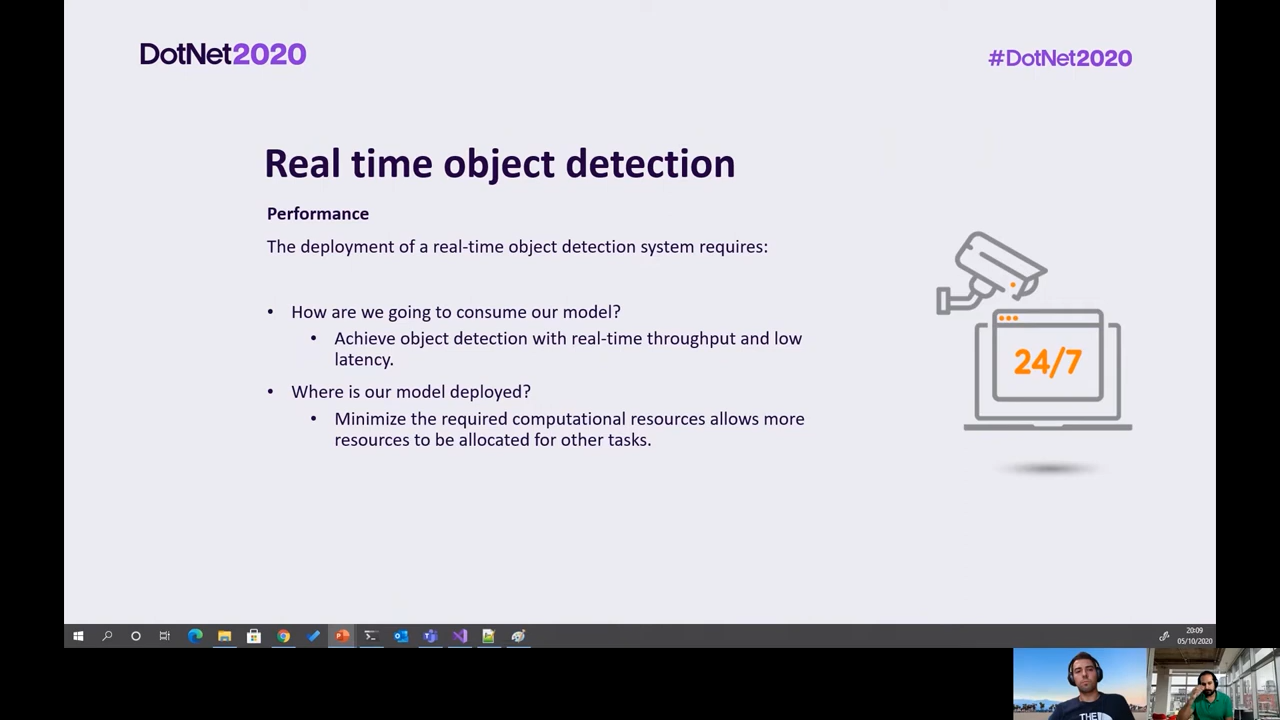 DotNet2020
#DotNet2020
Real time object detection
Performance
The deployment of a real-time object detection system requires:
• How are we going to consume our model?
• Achieve object detection with real-time throughput and low
latency.
• Where is our model deployed?
• Minimize the required computational resources allows more
resources to be allocated for other tasks.
24/7
20:09
05/10/2020
THE